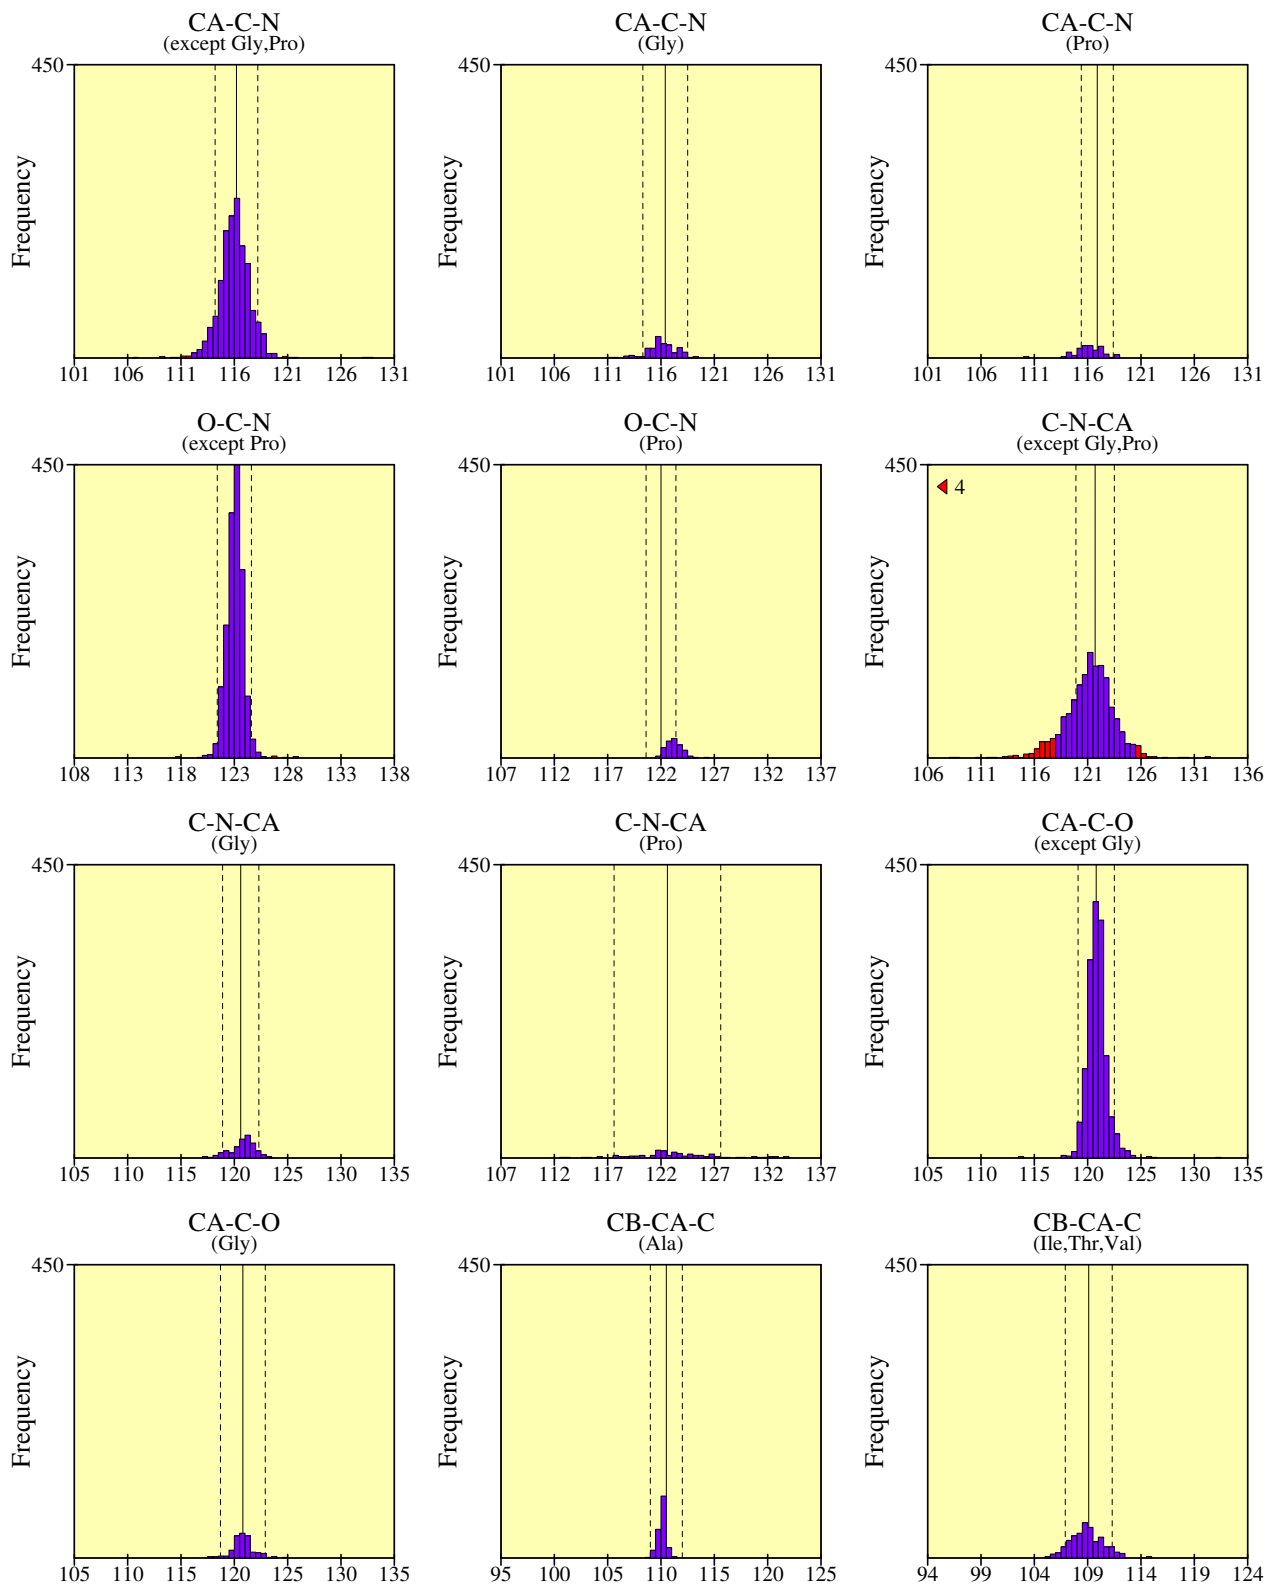 CA-C-N
(except Gly,Pro)
450
Frequency
101 106 111 116 121 126 131
CA-C-N
(Gly)
450
Frequency
101 106 111 116 121 126 131
CA-C-N
(Pro)
450
Frequency
101 106 111 116 121 126 131
O-C-N
(except Pro)
450
Frequency
108 113 118 123 128 133 138
O-C-N
(Pro)
450
Frequency
107 112 117 122 127 132 137
C-N-CA
(except Gly,Pro)
450
4
Frequency
106 111 116 121 126 131 136
C-N-CA
(Gly)
450
Frequency
105 110 115 120 125 130 135
C-N-CA
(Pro)
450
Frequency
107 112 117 122 127 132 137
CA-C-O
(except Gly)
450
Frequency
105 110 115 120 125 130 135
CA-C-O
(Gly)
450
Frequency
105 110 115 120 125 130 135
CB-CA-C
(Ala)
450
Frequency
95 100 105 110 115 120 125
CB-CA-C
(Ile,Thr,Val)
450
Frequency
94 99 104 109 114 119 124